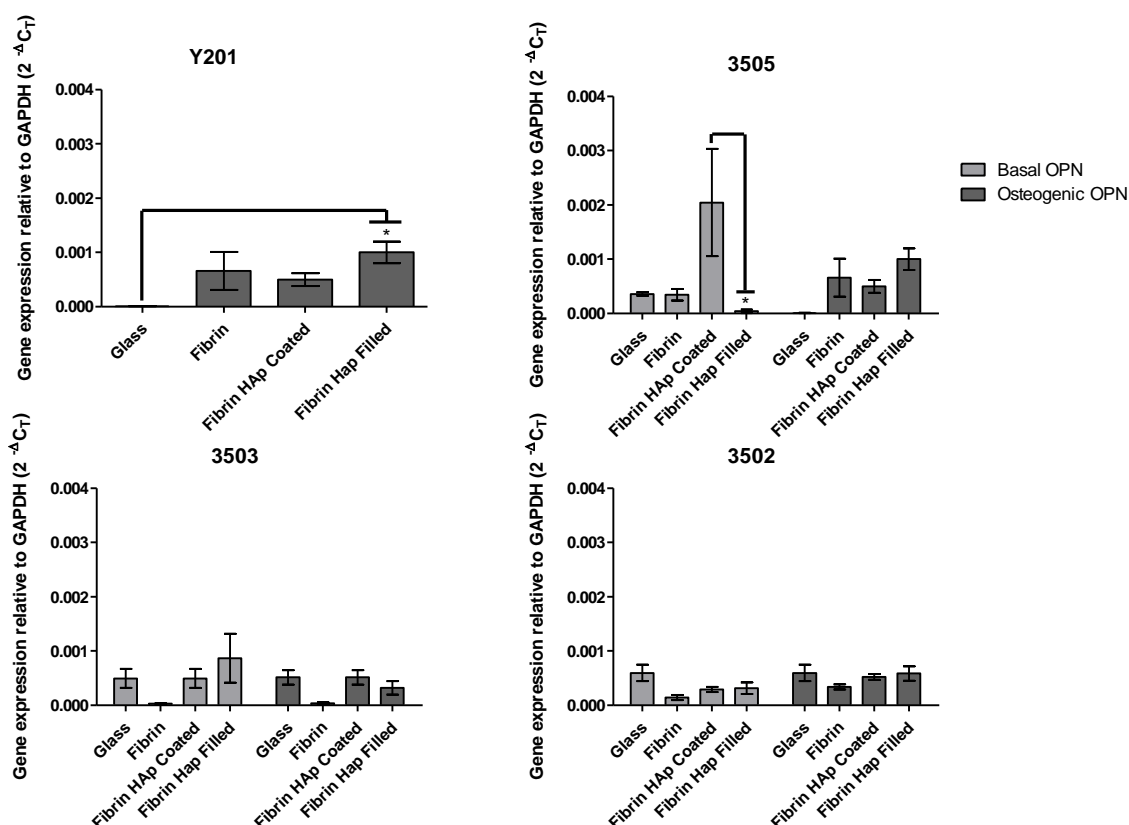 Y201
Gene expression relative to GAPDH (2 -ΔCT)
0.004
0.003
0.002
0.001
0.000
*
Glass
Fibrin
Fibrin HAp Coated
Fibrin Hap Filled
3505
Gene expression relative to GAPDH (2 -ΔCT)
0.004
0.003
0.002
0.001
0.000
*
Glass
Fibrin
Fibrin HAp Coated
Fibrin Hap Filled
Glass
Fibrin
Fibrin HAp Coated
Fibrin Hap Filled
Basal OPN
Osteogenic OPN
3503
Gene expression relative to GAPDH (2 -ΔCT)
0.004
0.003
0.002
0.001
0.000
Glass
Fibrin
Fibrin HAp Coated
Fibrin Hap Filled
Glass
Fibrin
Fibrin HAp Coated
Fibrin Hap Filled
3502
Gene expression relative to GAPDH (2 -ΔCT)
0.004
0.003
0.002
0.001
0.000
Glass
Fibrin
Fibrin HAp Coated
Fibrin Hap Filled
Glass
Fibrin
Fibrin HAp Coated
Fibrin Hap Filled